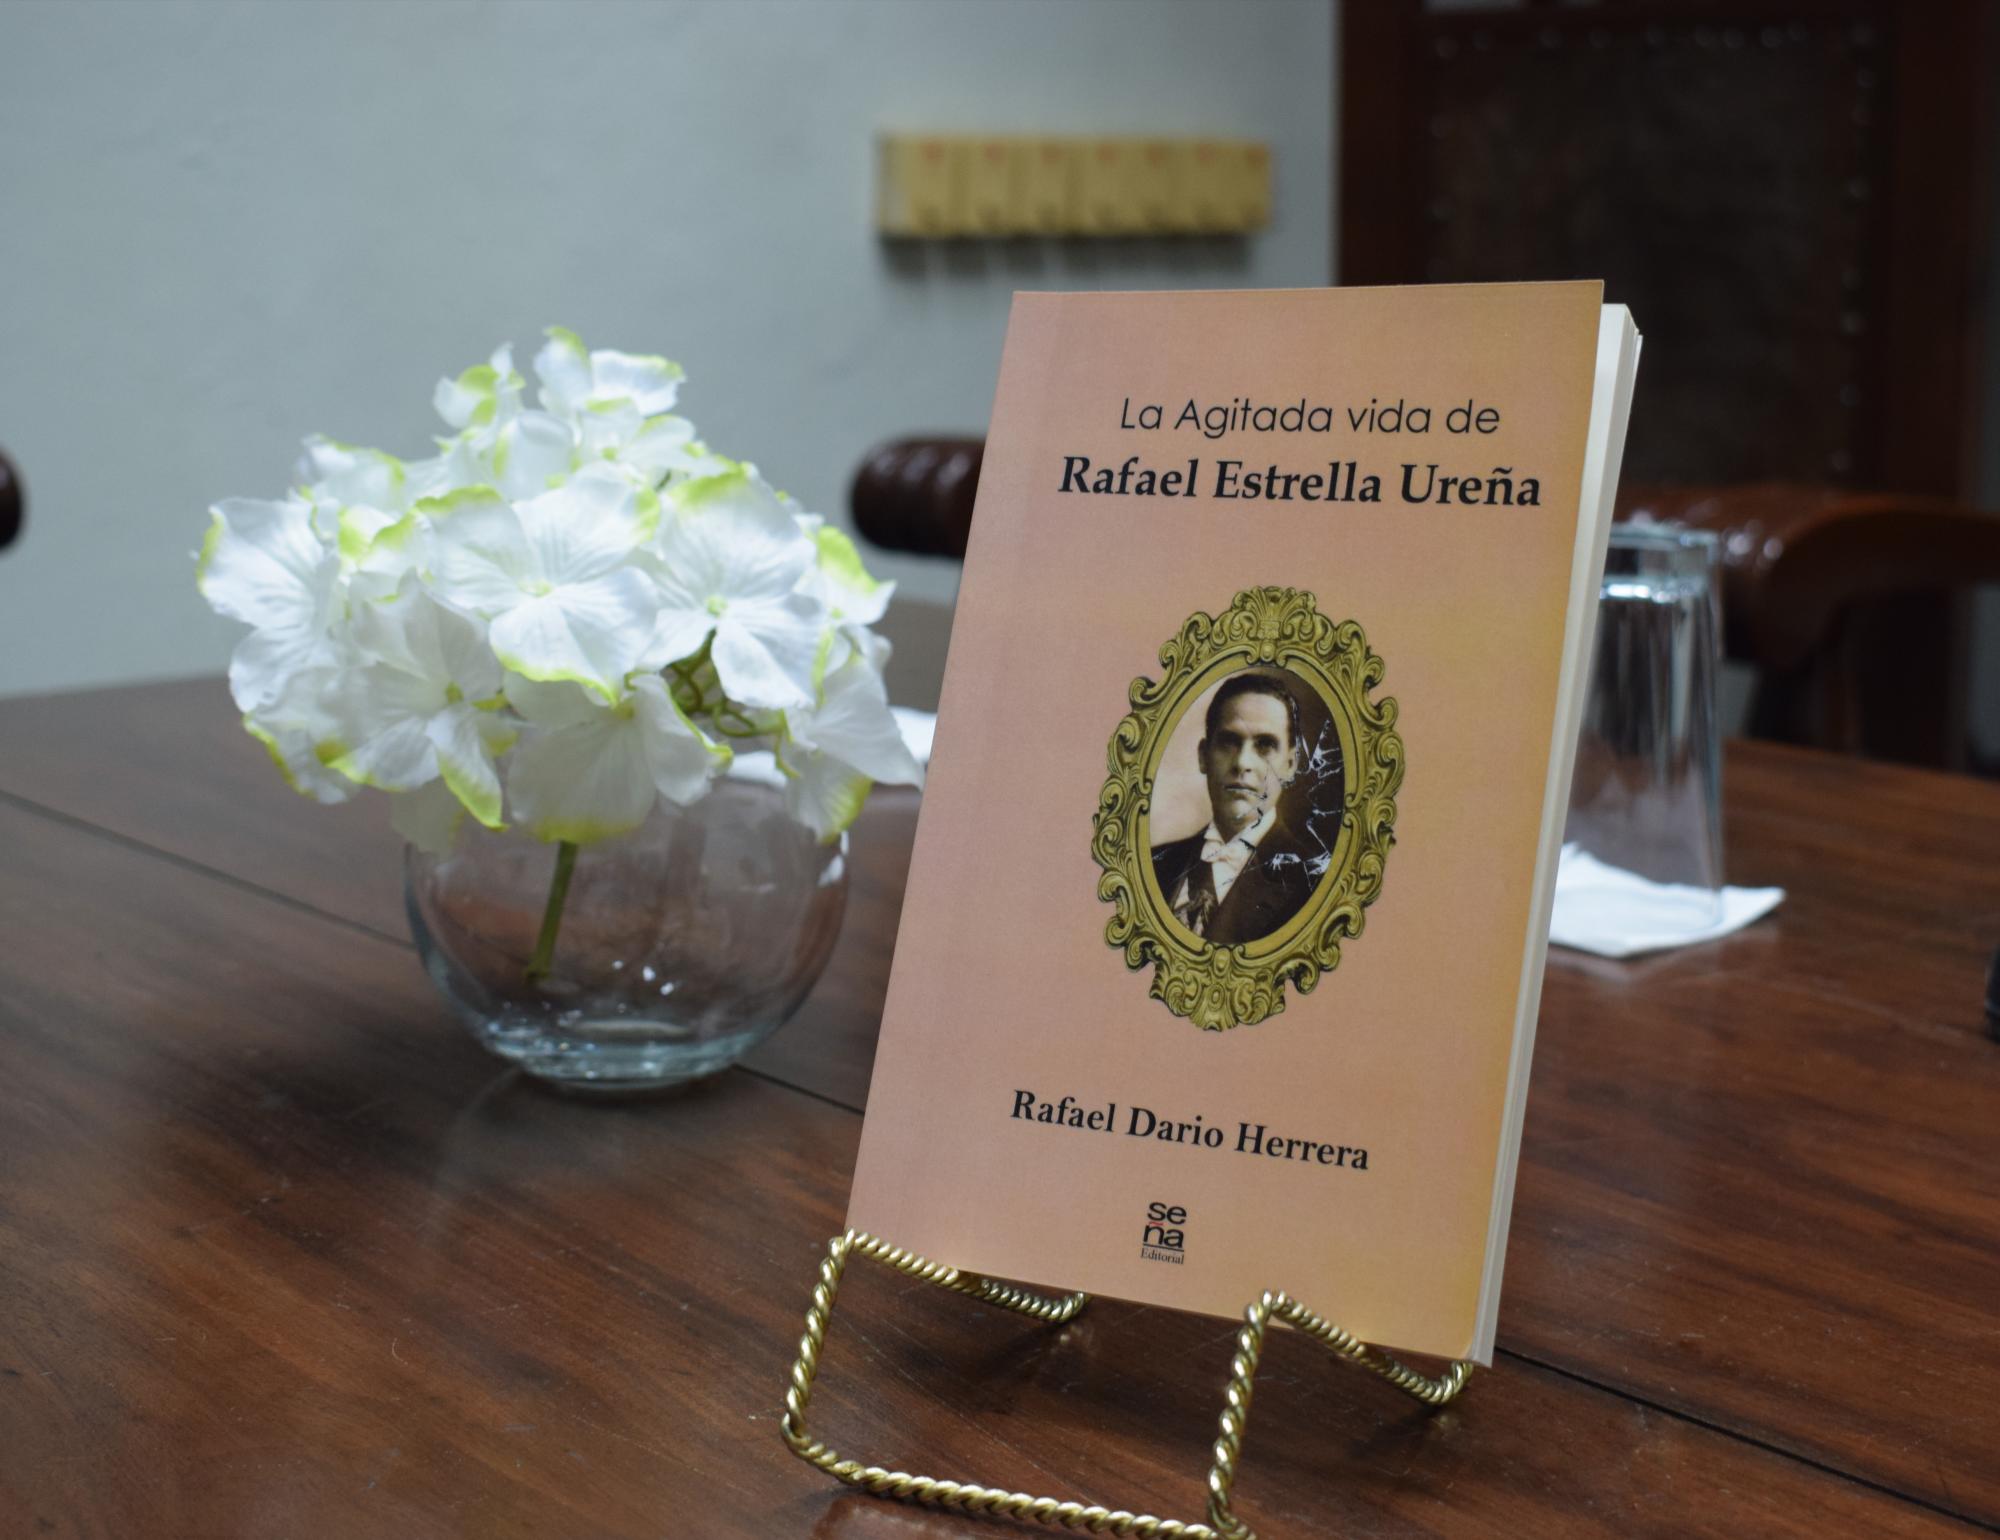 La Agitada vida de
Rafael Estrella Ureña
Rafael Dario Herrera
se
ña
Editorial